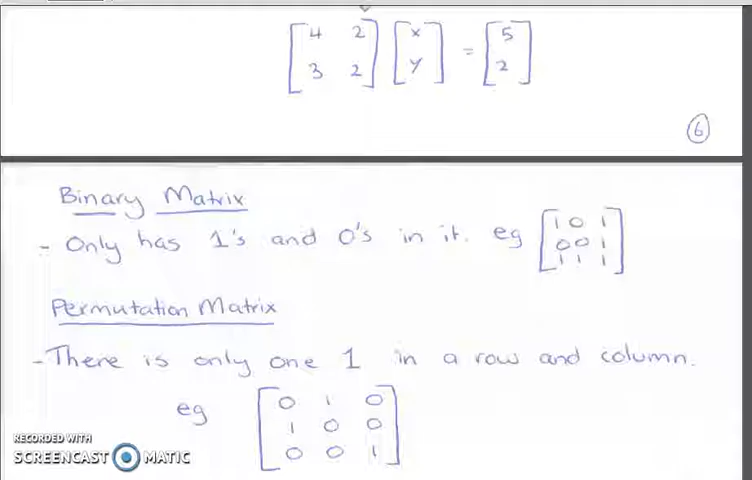 [4 2] [x] = [5]
[3 2] [y] [2]
6
Binary Matrix
- Only has 1's and 0's in it. eg [1 0 1]
[0 0 1]
[1 1 1]
Permutation Matrix
- There is only one 1 in a row and column.
eg [0 1 0]
[1 0 0]
[0 0 1]
RECORDED WITH
SCREENCAST MATIC